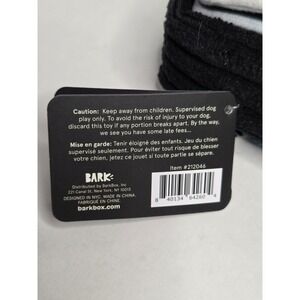 Caution: Keep away from children. Supervised dog
play only. To avoid the risk of injury to your dog,
discard this toy if any portion breaks apart. By the way,
we see you have some late fees...
Mise en garde: Tenir éloigné des enfants. Jeu du chien
supervisé seulement. Pour éviter tout risque de blesser
votre chien, jetez ce jouet si toute partie se sépare.
Item #212046
BARK
Distributed by BarkBox, Inc
221 Canal St. New York, NY 10013
DESIGNED IN NYC. MADE IN CHINA.
FABRIQUÉ EN CHINE.
barkbox.com
8 40134 64260 4